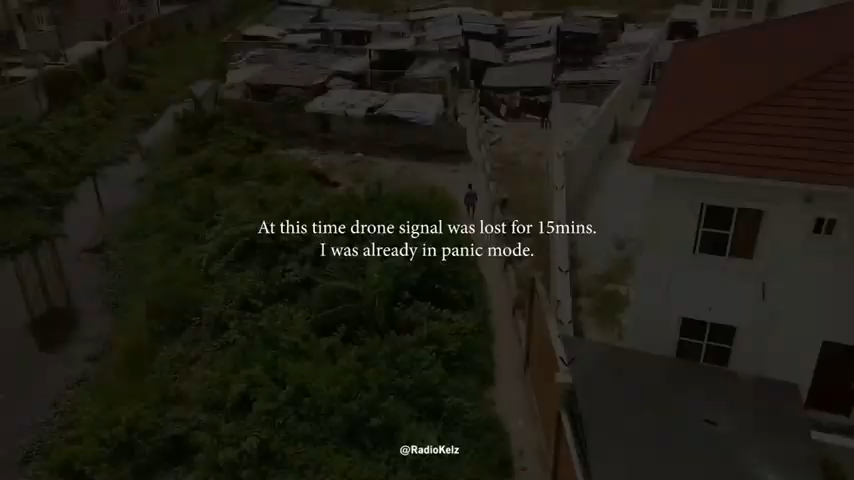 At this time drone signal was lost for 15mins.
I was already in panic mode.
@RadioKelz